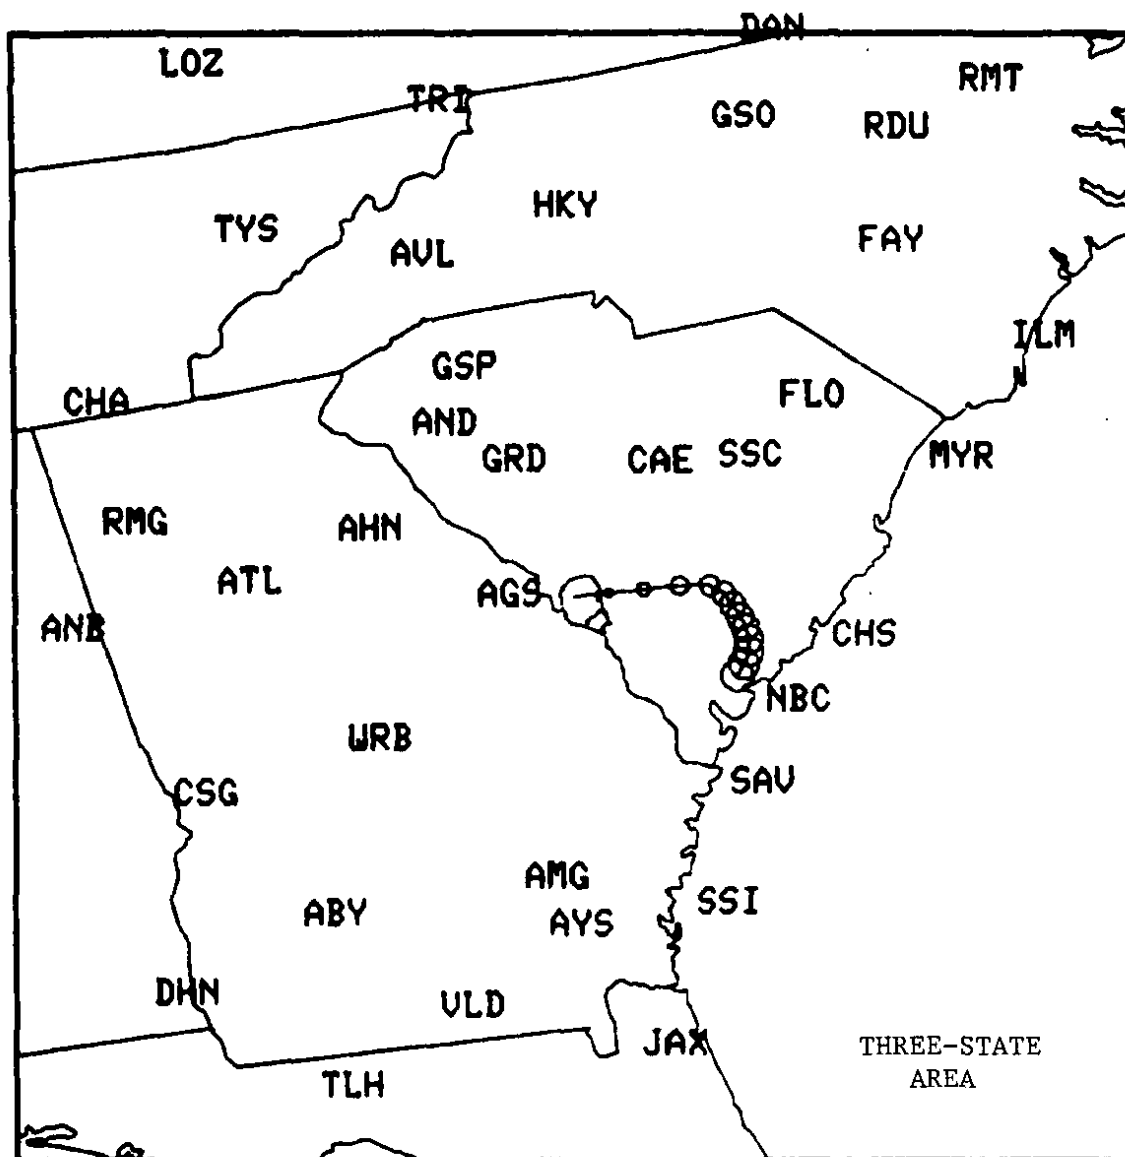 DAN
LOZ
RMT
TRI
GSO
RDU
HKY
TYS
FAY
AVL
ILM
GSP
FLO
CHA
AND
GRD
CAE
SSC
MYR
RMG
AHN
ATL
AGS
ANB
CHS
NBC
WRB
SAV
CSG
AMG
SSI
ABY
AYS
DHN
VLD
JAX
THREE-STATE
AREA
TLH